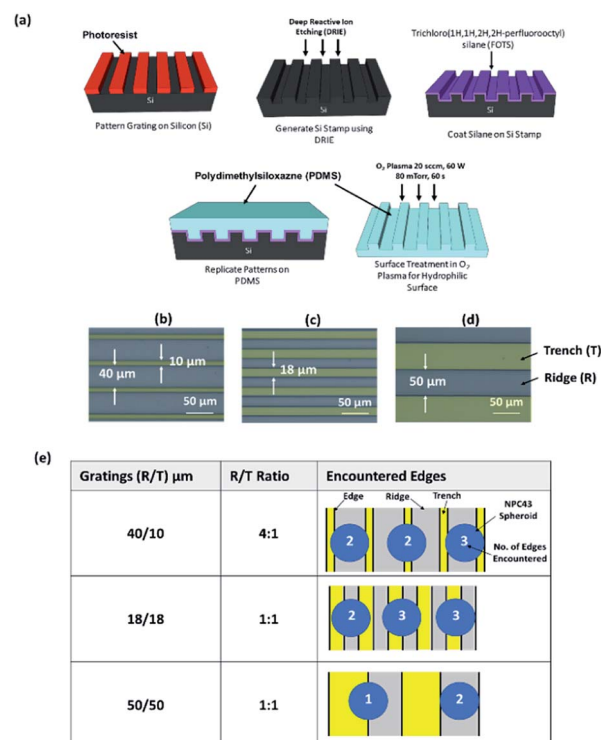 (a)
Photoresist
Si
Pattern Grating on Silicon (Si)
Deep Reactive Ion
Etching (DRIE)
Si
Generate Si Stamp using
DRIE
Trichloro(1H,1H,2H,2H-perfluorooctyl)
silane (FOTS)
Si
Coat Silane on Si Stamp
Polydimethylsiloxazne (PDMS)
Si
Replicate Patterns on
PDMS
O₂ Plasma 20 sccm, 60 W
80 mTorr, 60 s
Surface Treatment in O₂
Plasma for Hydrophilic
Surface
(b)
40 µm
10 µm
50 µm
(c)
18 µm
50 µm
(d)
50 µm
50 µm
Trench (T)
Ridge (R)
(e)
Gratings (R/T) µm
R/T Ratio
Encountered Edges
40/10
4:1
Edge
Ridge
Trench
NPC43
Spheroid
No. of Edges
Encountered
2
2
3
18/18
1:1
2
3
3
50/50
1:1
1
2